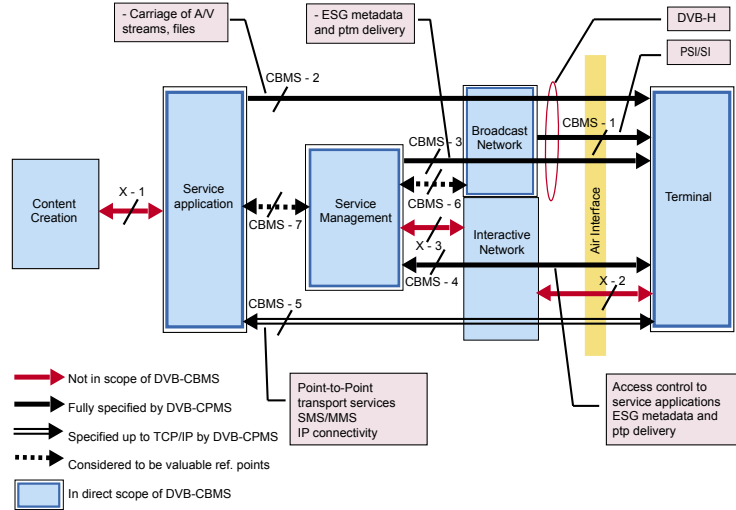 - Carriage of A/V
streams, files
- ESG metadata
and ptm delivery
DVB-H
PSI/SI
CBMS - 2
CBMS - 1
CBMS - 3
Broadcast
Network
Content
Creation
X - 1
Service
application
CBMS - 7
Service
Management
CBMS - 6
X - 3
CBMS - 4
Interactive
Network
Air Interface
X - 2
Terminal
CBMS - 5
Not in scope of DVB-CBMS
Fully specified by DVB-CPMS
Specified up to TCP/IP by DVB-CPMS
Considered to be valuable ref. points
In direct scope of DVB-CBMS
Point-to-Point
transport services
SMS/MMS
IP connectivity
Access control to
service applications
ESG metadata and
ptp delivery